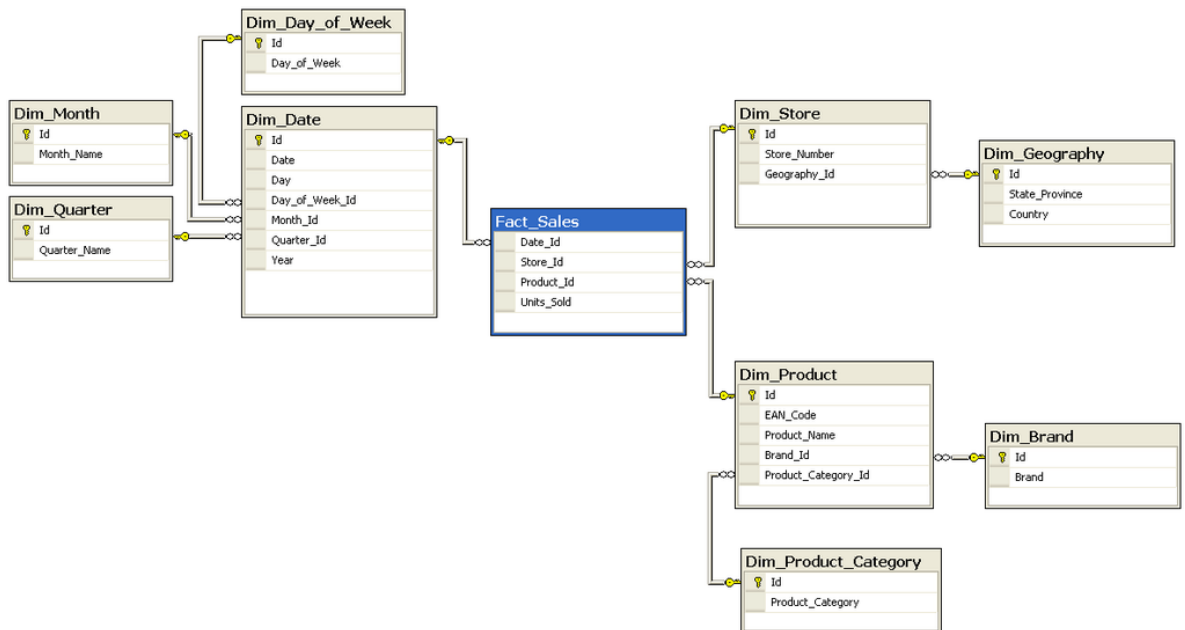 Dim_Day_of_Week
Id
Day_of_Week
Dim_Month
Id
Month_Name
Dim_Quarter
Id
Quarter_Name
Dim_Date
Id
Date
Day
Day_of_Week_Id
Month_Id
Quarter_Id
Year
Fact_Sales
Date_Id
Store_Id
Product_Id
Units_Sold
Dim_Store
Id
Store_Number
Geography_Id
Dim_Geography
Id
State_Province
Country
Dim_Product
Id
EAN_Code
Product_Name
Brand_Id
Product_Category_Id
Dim_Brand
Id
Brand
Dim_Product_Category
Id
Product_Category